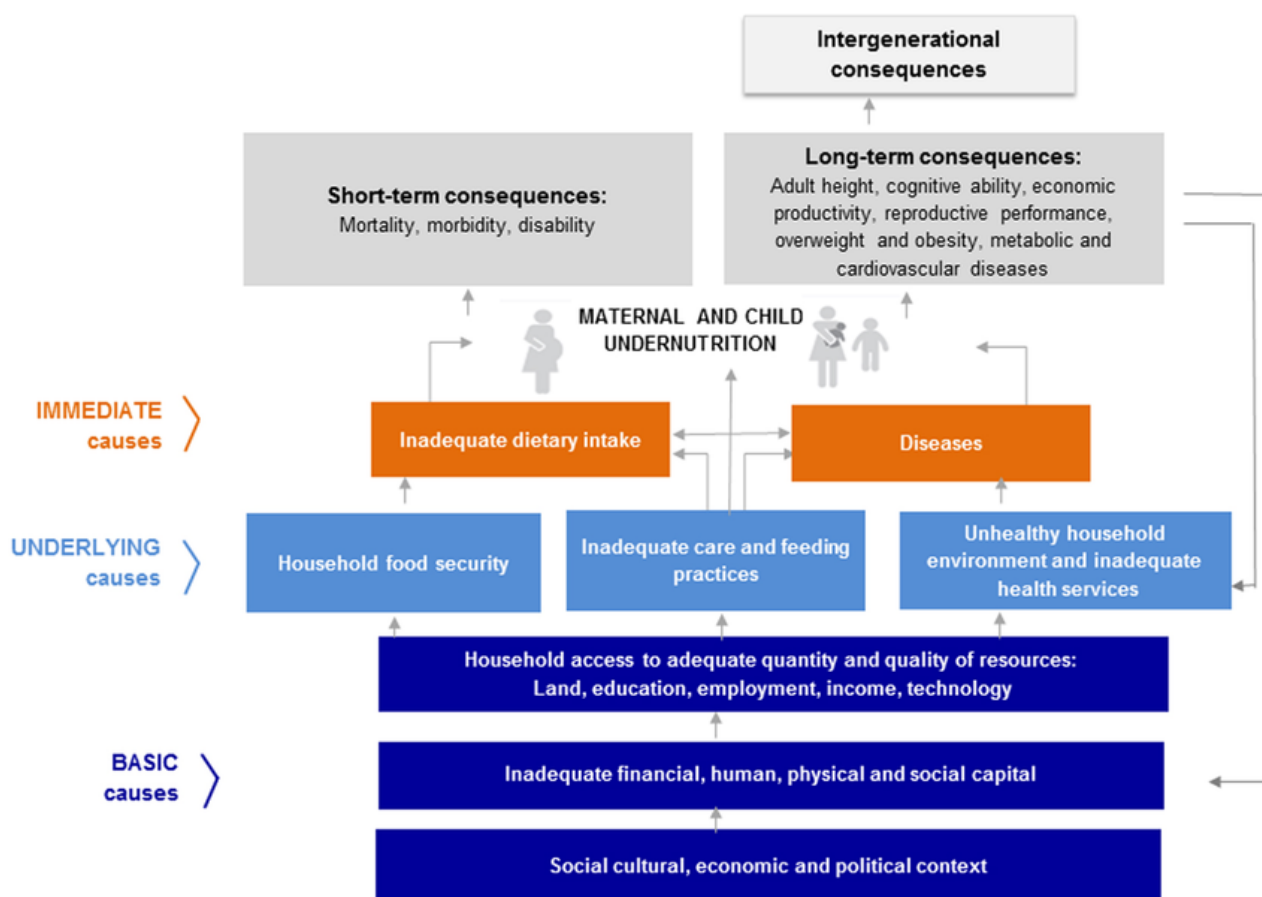 Intergenerational
consequences
Short-term consequences:
Mortality, morbidity, disability
Long-term consequences:
Adult height, cognitive ability, economic
productivity, reproductive performance,
overweight and obesity, metabolic and
cardiovascular diseases
MATERNAL AND CHILD
UNDERNUTRITION
IMMEDIATE
causes
Inadequate dietary intake
Diseases
UNDERLYING
causes
Household food security
Inadequate care and feeding
practices
Unhealthy household
environment and inadequate
health services
Household access to adequate quantity and quality of resources:
Land, education, employment, income, technology
BASIC
causes
Inadequate financial, human, physical and social capital
Social cultural, economic and political context